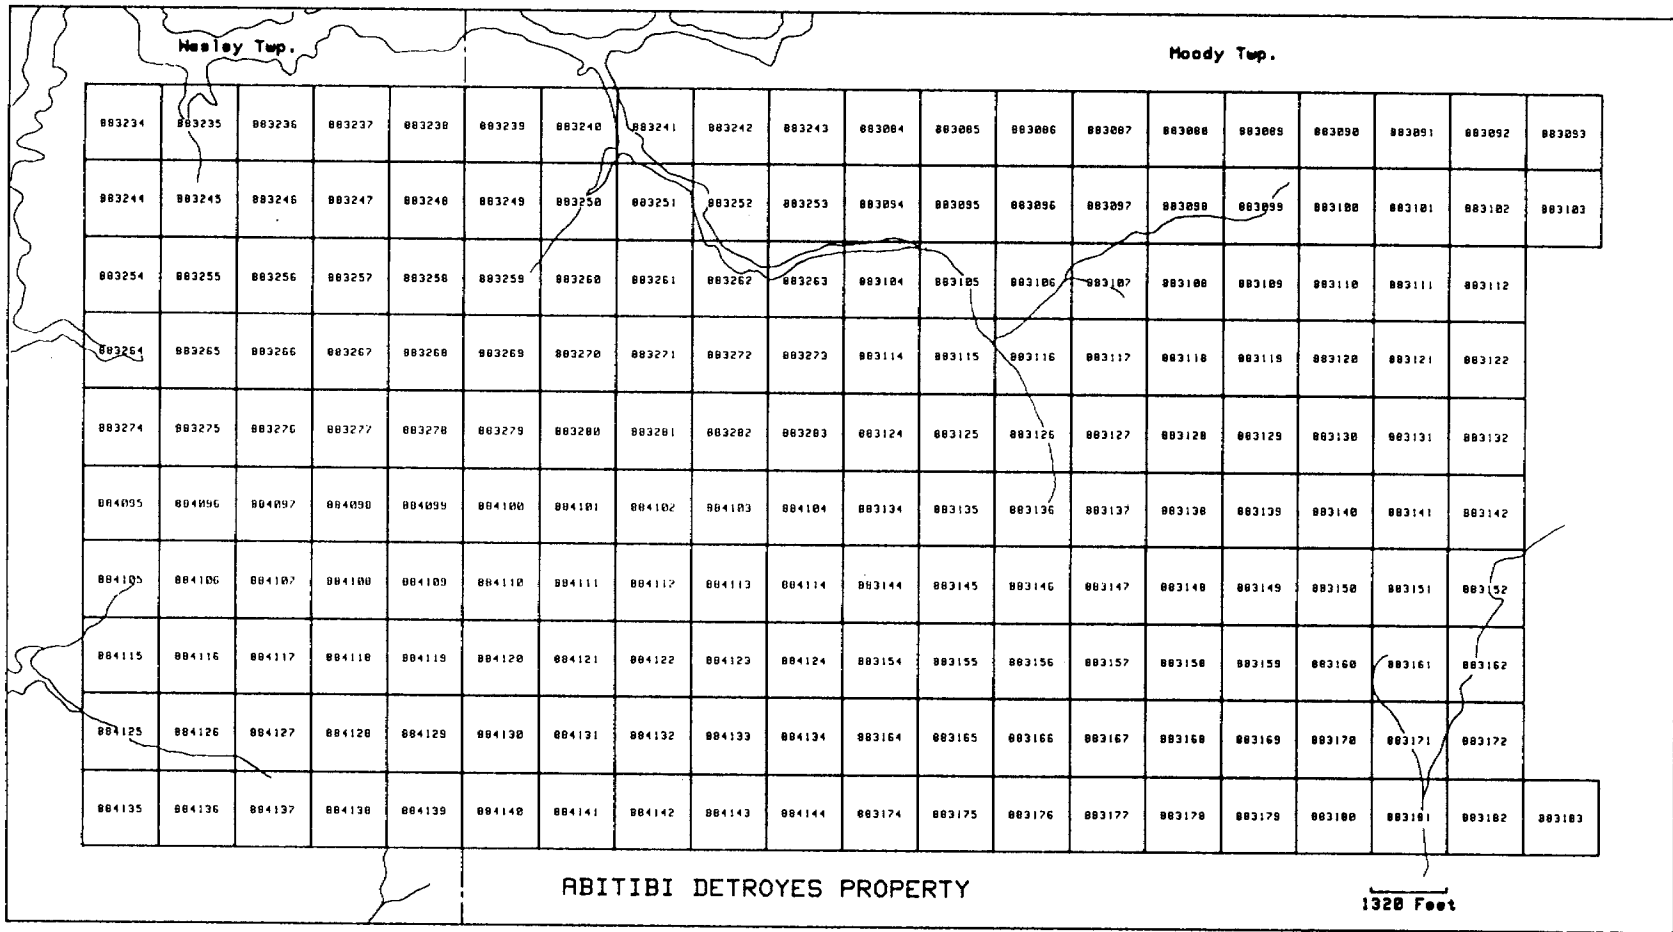 Wesley Twp.
Moody Twp.
883234 883235 883236 883237 883238 883239 883240 883241 883242 883243 883084 883085 883086 883087 883088 883089 883090 883091 883092 883093
883244 883245 883246 883247 883248 883249 883250 883251 883252 883253 883094 883095 883096 883097 883098 883099 883100 883101 883102 883103
883254 883255 883256 883257 883258 883259 883260 883261 883262 883263 883104 883105 883106 883107 883108 883109 883110 883111 883112
883264 883265 883266 883267 883268 883269 883270 883271 883272 883273 883114 883115 883116 883117 883118 883119 883120 883121 883122
883274 883275 883276 883277 883278 883279 883280 883281 883282 883283 883124 883125 883126 883127 883128 883129 883130 883131 883132
884095 884096 884097 884098 884099 884100 884101 884102 884103 884104 883134 883135 883136 883137 883138 883139 883140 883141 883142
884105 884106 884107 884108 884109 884110 884111 884112 884113 884114 883144 883145 883146 883147 883148 883149 883150 883151 883152
884115 884116 884117 884118 884119 884120 884121 884122 884123 884124 883154 883155 883156 883157 883158 883159 883160 883161 883162
884125 884126 884127 884128 884129 884130 884131 884132 884133 884134 883164 883165 883166 883167 883168 883169 883170 883171 883172
884135 884136 884137 884138 884139 884140 884141 884142 884143 884144 883174 883175 883176 883177 883178 883179 883180 883181 883182 883183
ABITIBI DETROYES PROPERTY
1320 Feet